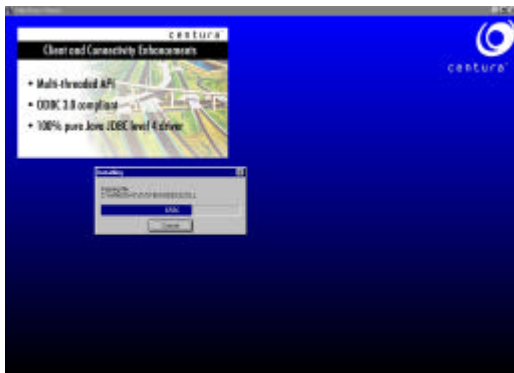 centura
Client and Connectivity Enhancements
• Multi-threaded API
• ODBC 3.0 compliant
• 100% pure Java JDBC level 4 driver
centura
Installing
Cancel